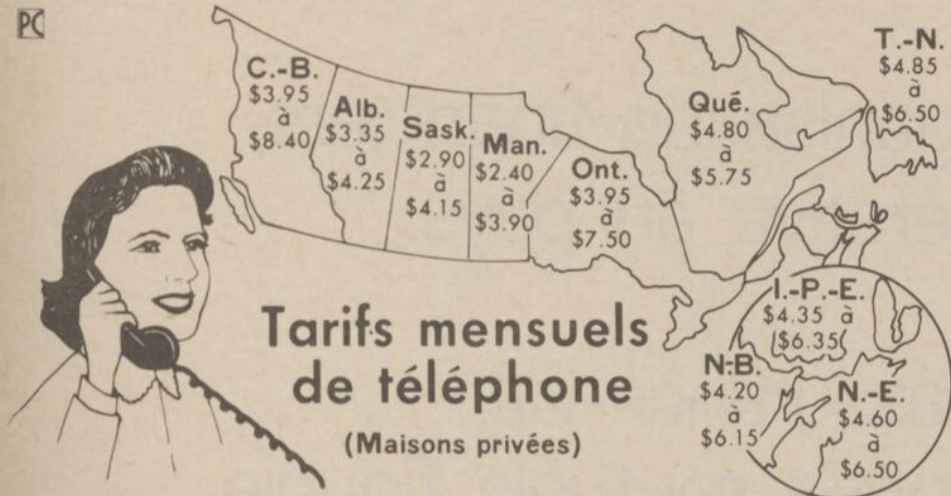 PC
C.-B.
$3.95
à
$8.40
Alb.
$3.35
à
$4.25
Sask.
$2.90
à
$4.15
Man.
$2.40
à
$3.90
Ont.
$3.95
à
$7.50
Qué.
$4.80
à
$5.75
T.-N.
$4.85
à
$6.50
I.-P.-E.
$4.35 à
$6.35
N-B.
$4.20
à
$6.15
N.-E.
$4.60
à
$6.50
Tarifs mensuels
de téléphone
(Maisons privées)